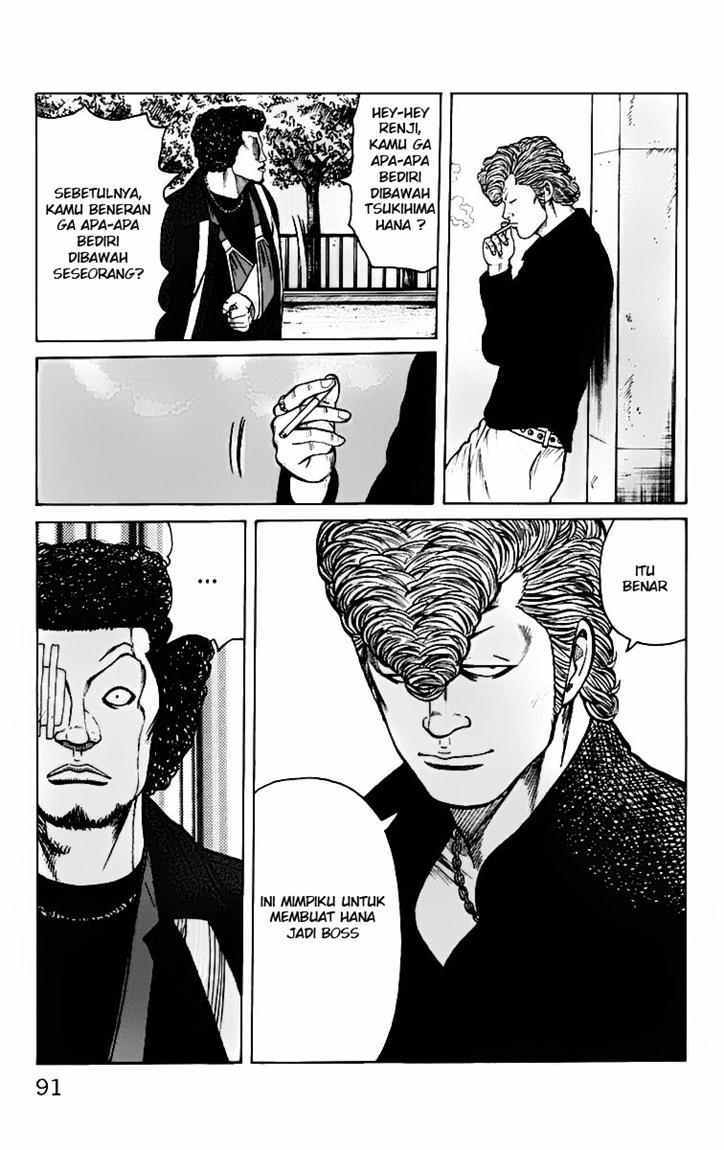 HEY-HEY
RENJI,
KAMU GA
APA-APA
BEDIRI
DIBAWAH
TSUKIHIMA
HANA ?
SEBETULNYA,
KAMU BENERAN
GA APA-APA
BEDIRI
DIBAWAH
SESEORANG?
ITU
BENAR
INI MIMPIKU UNTUK
MEMBUAT HANA
JADI BOSS
...
91